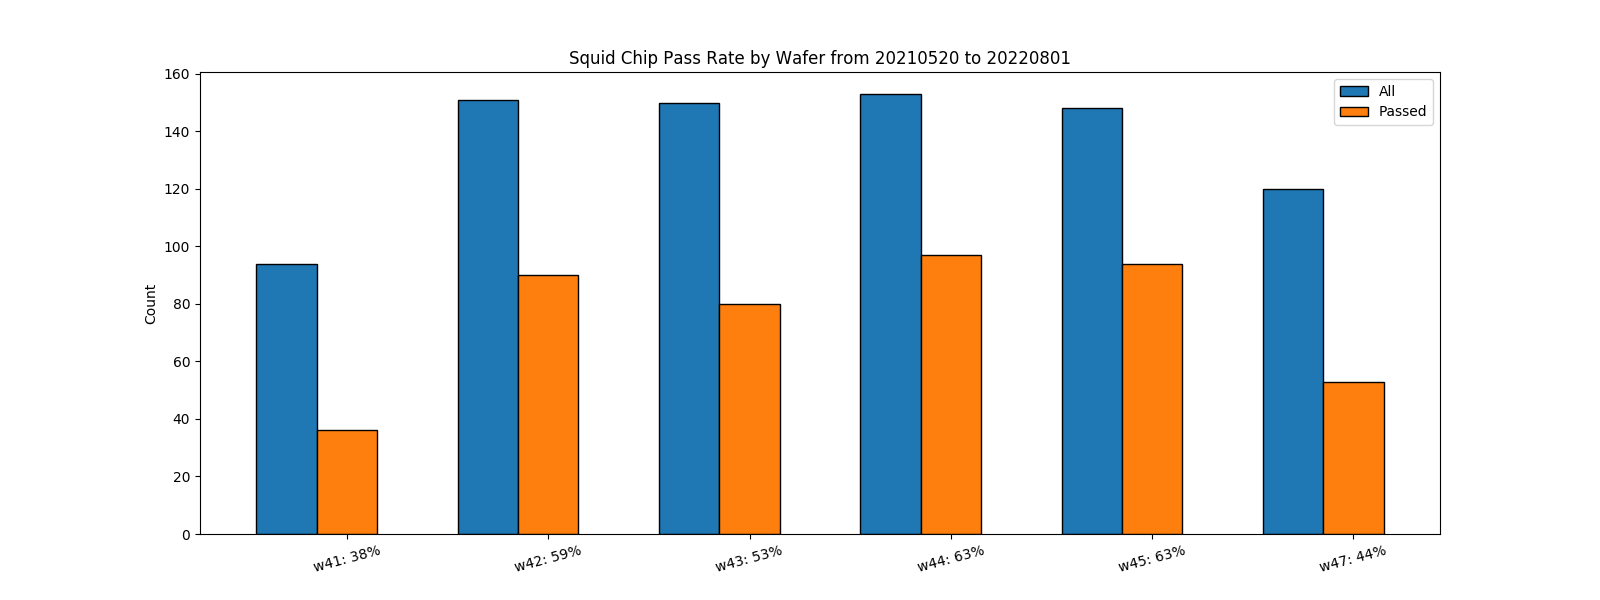 Squid Chip Pass Rate by Wafer from 20210520 to 20220801
All
Passed
Count
160
140
120
100
80
60
40
20
0
w41: 38%
w42: 59%
w43: 53%
w44: 63%
w45: 63%
w47: 44%